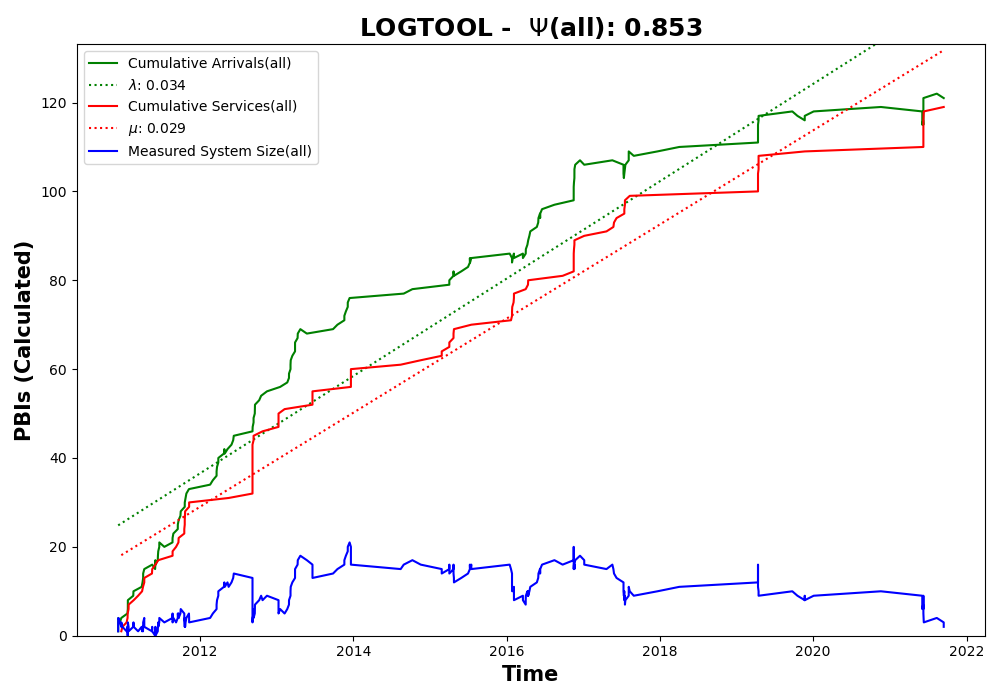 LOGTOOL - Ψ(all): 0.853
Cumulative Arrivals(all)
λ: 0.034
Cumulative Services(all)
μ: 0.029
Measured System Size(all)
PBIs (Calculated)
120
100
80
60
40
20
0
2012 2014 2016 2018 2020 2022
Time